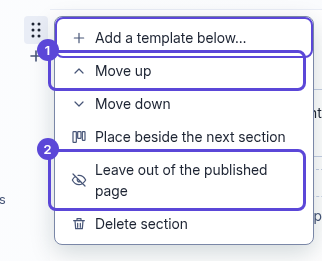 Add a template below...
1
Move up
Move down
Place beside the next section
2
Leave out of the published
page
Delete section
nt
s
p